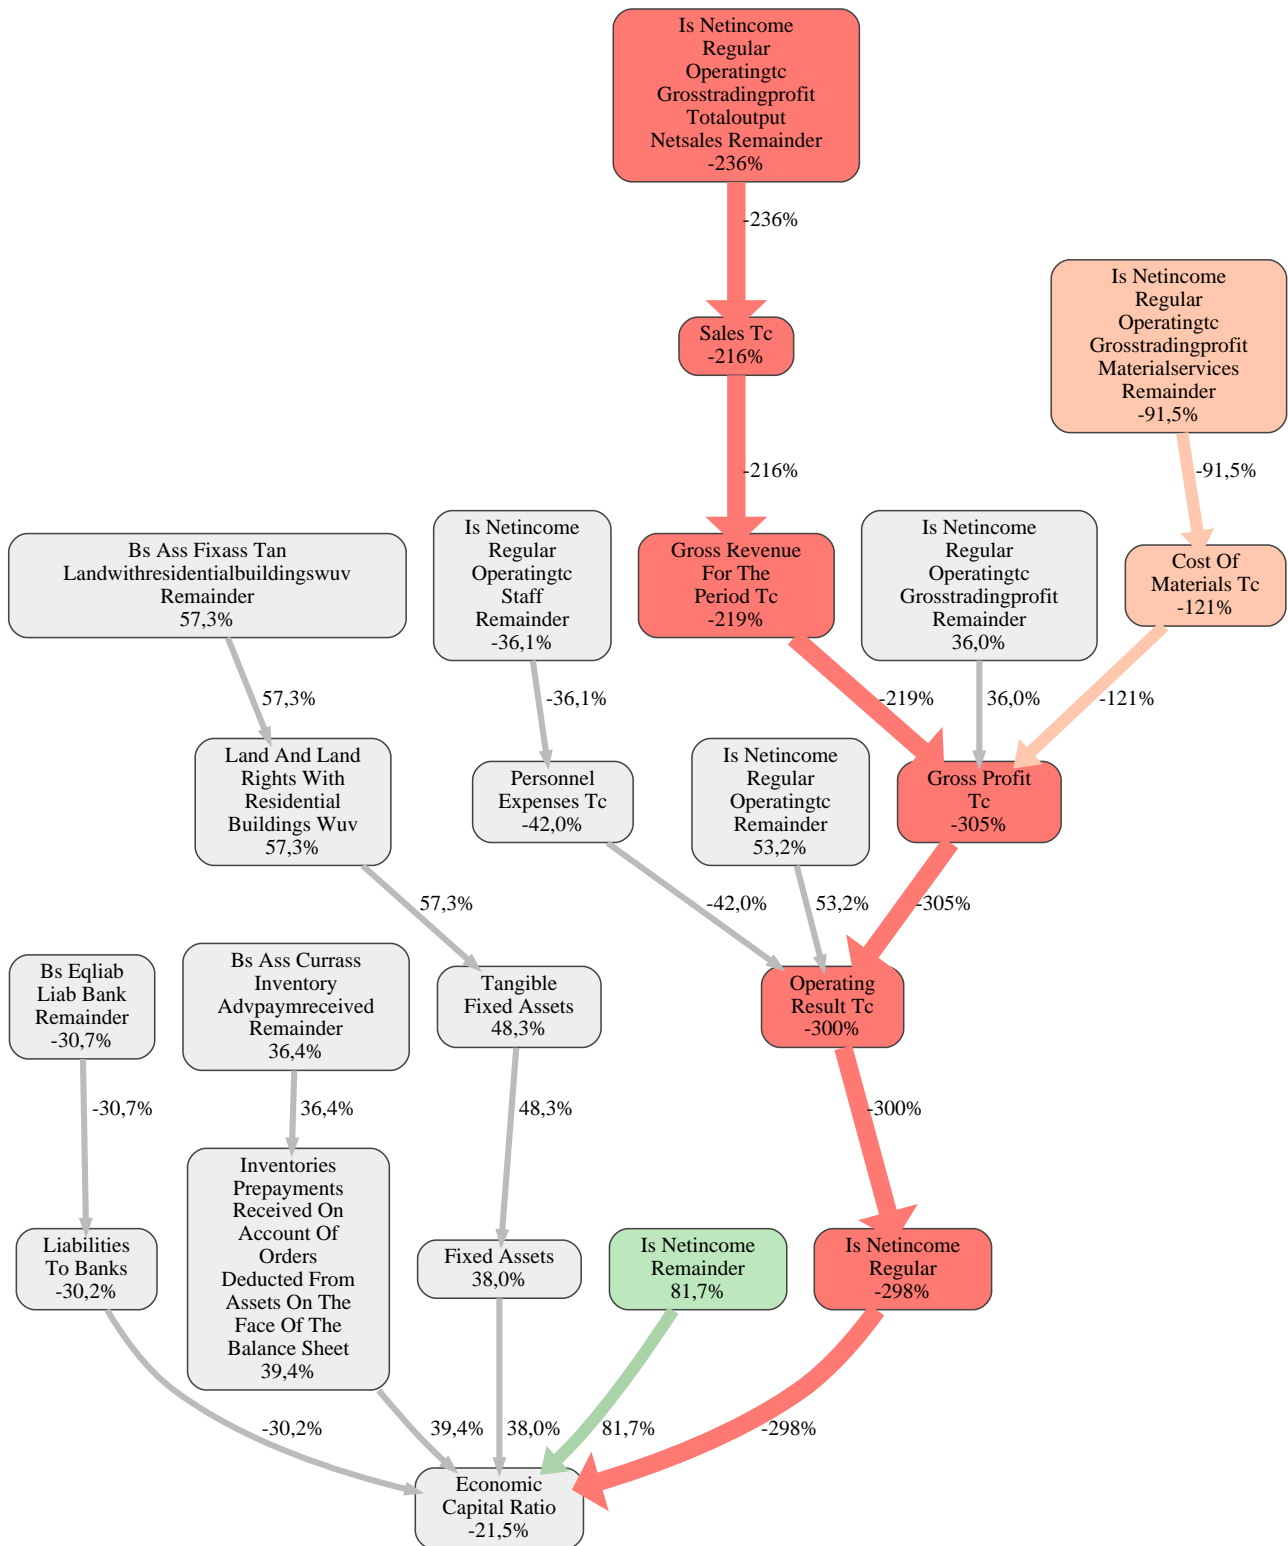 Is Netincome
Regular
Operatingtc
Grosstradingprofit
Totaloutput
Netsales Remainder
-236%
-236%
Is Netincome
Regular
Operatingtc
Grosstradingprofit
Materialservices
Remainder
-91,5%
Sales Tc
-216%
-216%
-91,5%
Bs Ass Fixass Tan
Landwithresidentialbuildingswuv
Remainder
57,3%
Is Netincome
Regular
Operatingtc
Staff
Remainder
-36,1%
Gross Revenue
For The
Period Tc
-219%
Is Netincome
Regular
Operatingtc
Grosstradingprofit
Remainder
36,0%
Cost Of
Materials Tc
-121%
57,3%
-36,1%
-219%
36,0%
-121%
Land And Land
Rights With
Residential
Buildings Wuv
57,3%
Personnel
Expenses Tc
-42,0%
Is Netincome
Regular
Operatingtc
Remainder
53,2%
Gross Profit
Tc
-305%
57,3%
-42,0%
53,2%
-305%
Bs Eqliab
Liab Bank
Remainder
-30,7%
Bs Ass Currass
Inventory
Advpaymreceived
Remainder
36,4%
Tangible
Fixed Assets
48,3%
Operating
Result Tc
-300%
-30,7%
36,4%
48,3%
-300%
Liabilities
To Banks
-30,2%
Inventories
Prepayments
Received On
Account Of
Orders
Deducted From
Assets On The
Face Of The
Balance Sheet
39,4%
Fixed Assets
38,0%
Is Netincome
Remainder
81,7%
Is Netincome
Regular
-298%
-30,2%
39,4%
38,0%
81,7%
-298%
Economic
Capital Ratio
-21,5%